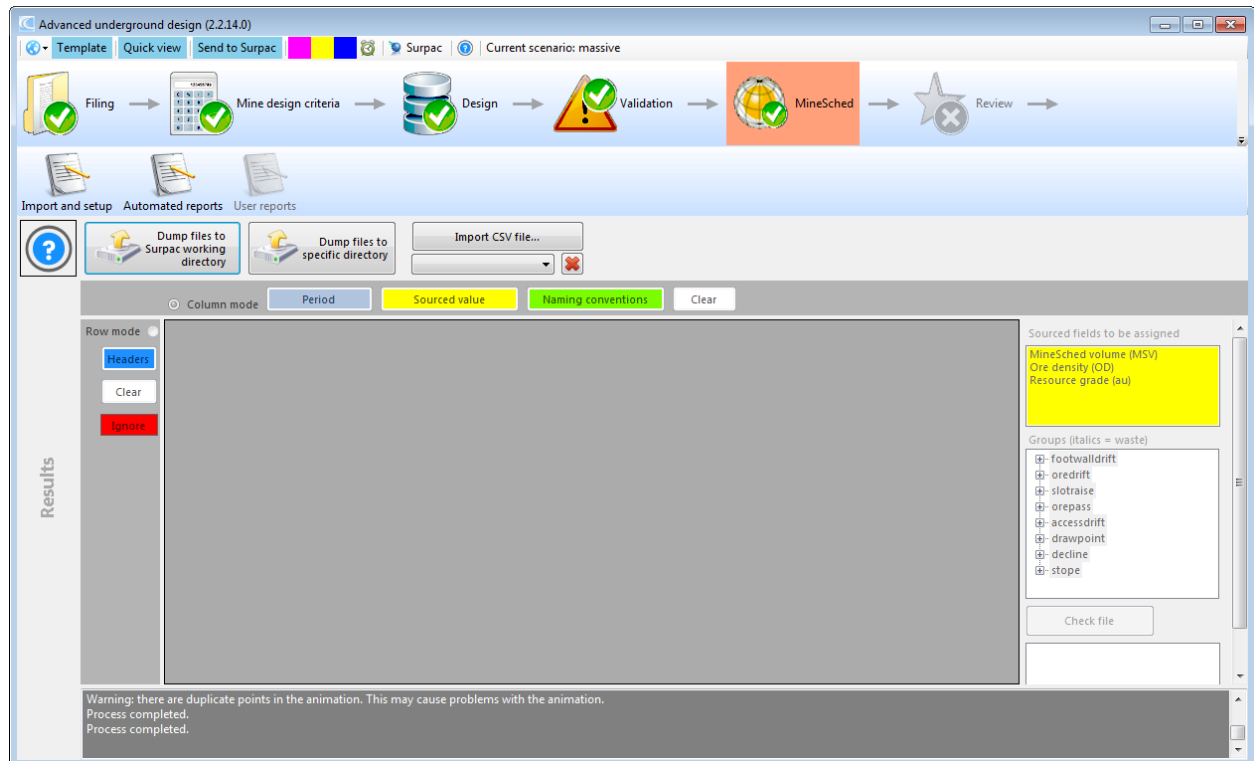 Advanced underground design (2.2.14.0)
Template Quick view Send to Surpac Surpac Current scenario: massive
Filing Mine design criteria Design Validation MineSched Review
Import and setup Automated reports User reports
Dump files to
Surpac working
directory
Dump files to
specific directory
Import CSV file...
Column mode Period Sourced value Naming conventions Clear
Row mode
Headers
Clear
Ignore
Results
Sourced fields to be assigned
MineSched volume (MSV)
Ore density (OD)
Resource grade (au)
Groups (italics = waste)
footwalldrift
oredrift
slotraise
orepass
accessdrift
drawpoint
decline
stope
Check file
Warning: there are duplicate points in the animation. This may cause problems with the animation.
Process completed.
Process completed.